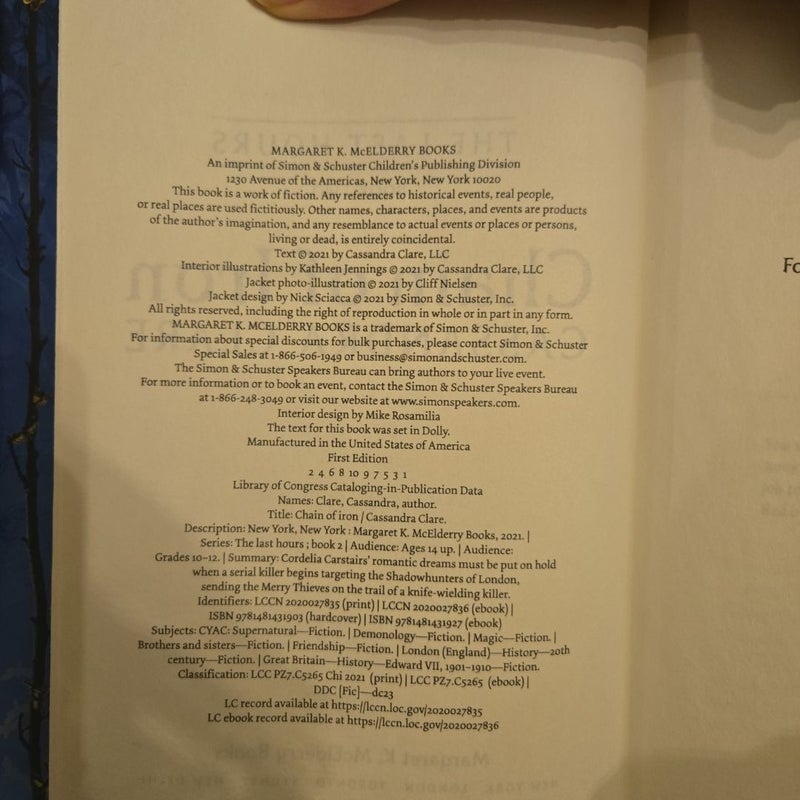 MARGARET K. McELDERRY BOOKS
An imprint of Simon & Schuster Children's Publishing Division
1230 Avenue of the Americas, New York, New York 10020
This book is a work of fiction. Any references to historical events, real people,
or real places are used fictitiously. Other names, characters, places, and events are products
of the author's imagination, and any resemblance to actual events or places or persons,
living or dead, is entirely coincidental.
Text © 2021 by Cassandra Clare, LLC
Interior illustrations by Kathleen Jennings © 2021 by Cassandra Clare, LLC
Jacket photo-illustration © 2021 by Cliff Nielsen
Jacket design by Nick Sciacca © 2021 by Simon & Schuster, Inc.
All rights reserved, including the right of reproduction in whole or in part in any form.
MARGARET K. MCELDERRY BOOKS is a trademark of Simon & Schuster, Inc.
For information about special discounts for bulk purchases, please contact Simon & Schuster
Special Sales at 1-866-506-1949 or business@simonandschuster.com.
The Simon & Schuster Speakers Bureau can bring authors to your live event.
For more information or to book an event, contact the Simon & Schuster Speakers Bureau
at 1-866-248-3049 or visit our website at www.simonspeakers.com.
Interior design by Mike Rosamilia
The text for this book was set in Dolly.
Manufactured in the United States of America
First Edition
2 4 6 8 10 9 7 5 3 1
Library of Congress Cataloging-in-Publication Data
Names: Clare, Cassandra, author.
Title: Chain of iron / Cassandra Clare.
Description: New York, New York : Margaret K. McElderry Books, 2021. |
Series: The last hours ; book 2 | Audience: Ages 14 up. | Audience:
Grades 10–12. | Summary: Cordelia Carstairs' romantic dreams must be put on hold
when a serial killer begins targeting the Shadowhunters of London,
sending the Merry Thieves on the trail of a knife-wielding killer.
Identifiers: LCCN 2020027835 (print) | LCCN 2020027836 (ebook) |
ISBN 9781481431903 (hardcover) | ISBN 9781481431927 (ebook)
Subjects: CYAC: Supernatural—Fiction. | Demonology—Fiction. | Magic—Fiction. |
Brothers and sisters—Fiction. | Friendship—Fiction. | London (England)—History—20th
century—Fiction. | Great Britain—History—Edward VII, 1901–1910—Fiction.
Classification: LCC PZ7.C5265 Chi 2021 (print) | LCC PZ7.C5265 (ebook) |
DDC [Fic]—dc23
LC record available at https://lccn.loc.gov/2020027835
LC ebook record available at https://lccn.loc.gov/2020027836